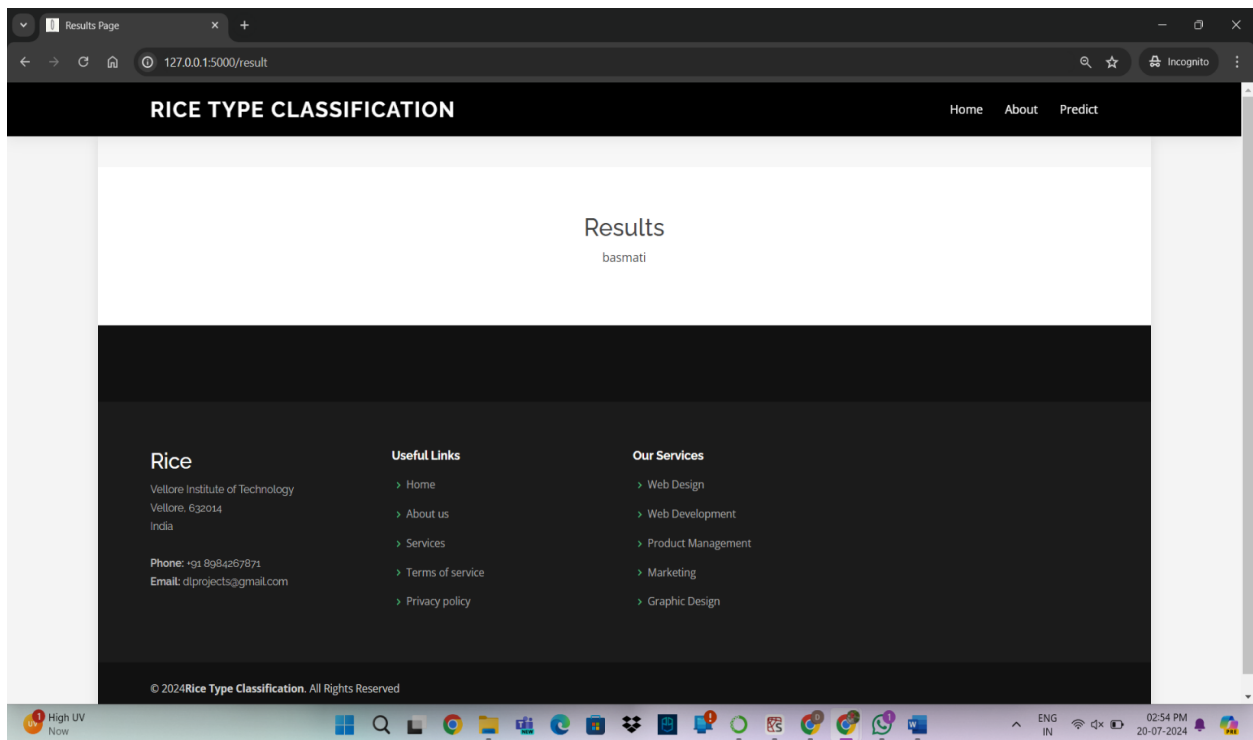 Results Page
127.0.0.1:5000/result
Incognito
RICE TYPE CLASSIFICATION
Home About Predict
Results
basmati
Rice
Vellore Institute of Technology
Vellore, 632014
India
Phone: +91 8984267871
Email: dlprojects@gmail.com
Useful Links
Home
About us
Services
Terms of service
Privacy policy
Our Services
Web Design
Web Development
Product Management
Marketing
Graphic Design
© 2024Rice Type Classification. All Rights Reserved
High UV
Now
ENG
IN
02:54 PM
20-07-2024